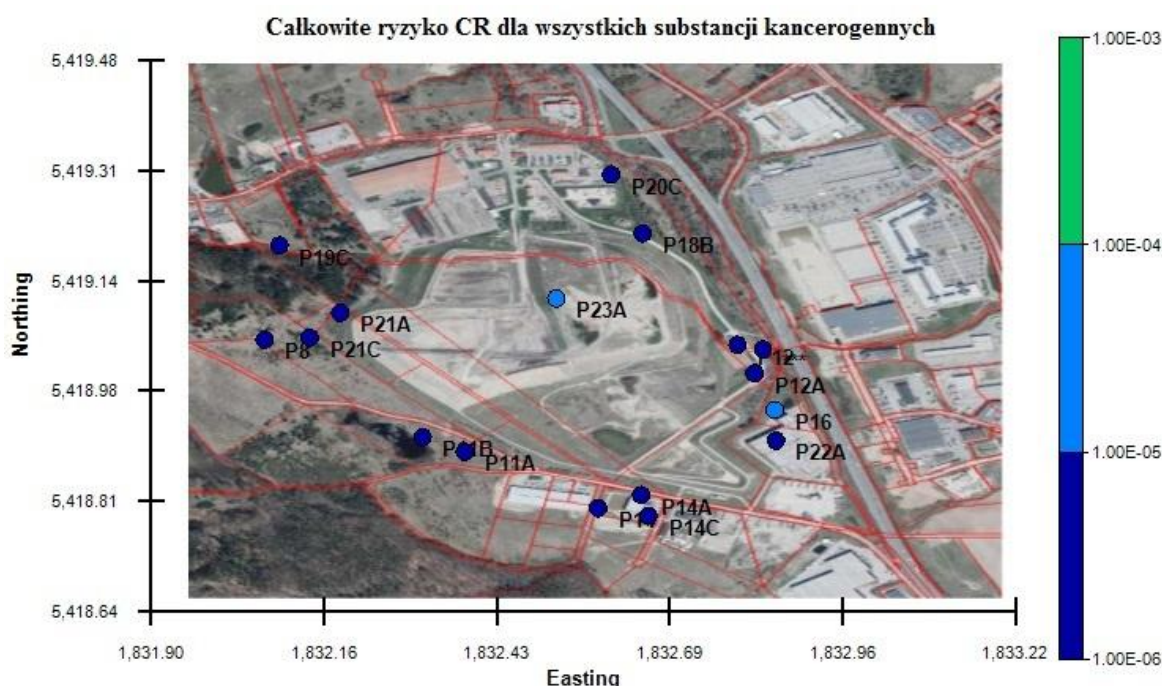 Całkowite ryzyko CR dla wszystkich substancji kancerogennych
1.00E-03
5,419.48
P20C
5,419.31
P18B
P19C
1.00E-04
5,419.14
P23A
P21A
P8
P21C
12
P12A
5,418.98
P16
P22A
1.00E-05
P11A
P14A
5,418.81
P14C
5,418.64
1.00E-06
1,831.90
1,832.16
1,832.43
1,832.69
1,832.96
1,833.22
Northing
Easting